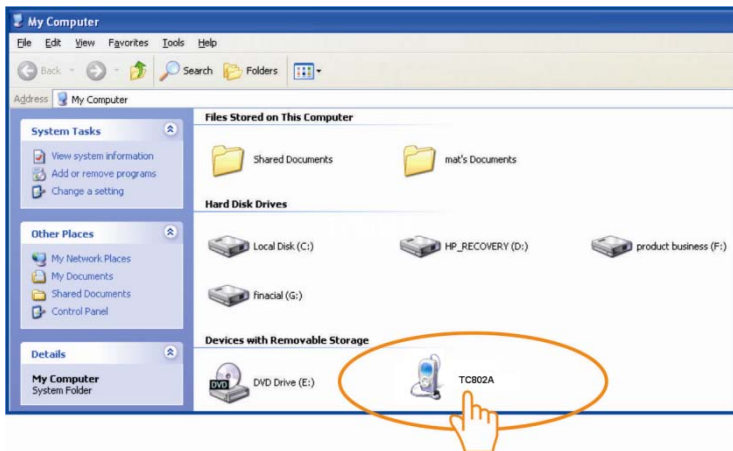 My Computer
File Edit View Favorites Tools Help
Back Search Folders
Address My Computer
System Tasks
View system information
Add or remove programs
Change a setting
Other Places
My Network Places
My Documents
Shared Documents
Control Panel
Details
My Computer
System Folder
Files Stored on This Computer
Shared Documents mat's Documents
Hard Disk Drives
Local Disk (C:) HP_RECOVERY (D:) product business (F:)
finacial (G:)
Devices with Removable Storage
DVD DVD Drive (E:) TC802A